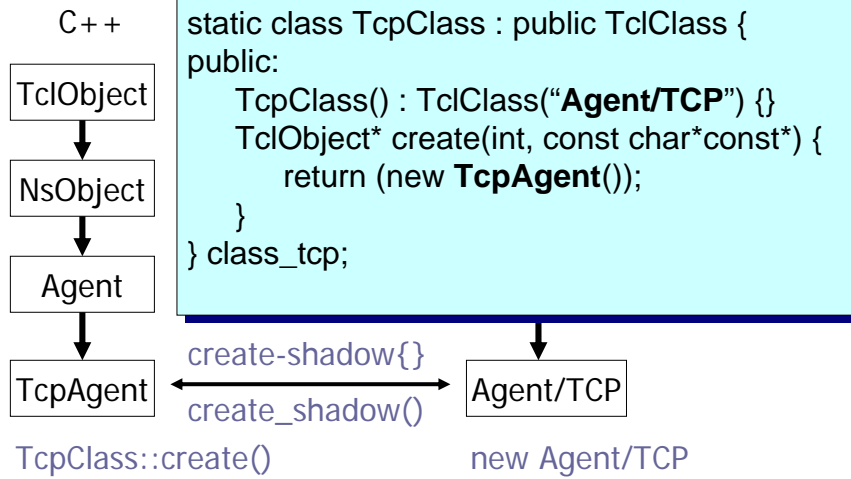 C++
TclObject
NsObject
Agent
TcpAgent
static class TcpClass : public TclClass {
public:
TcpClass() : TclClass(“Agent/TCP”) {}
TclObject* create(int, const char*const*) {
return (new TcpAgent());
}
} class_tcp;
create-shadow{}
create_shadow()
Agent/TCP
TcpClass::create()
new Agent/TCP